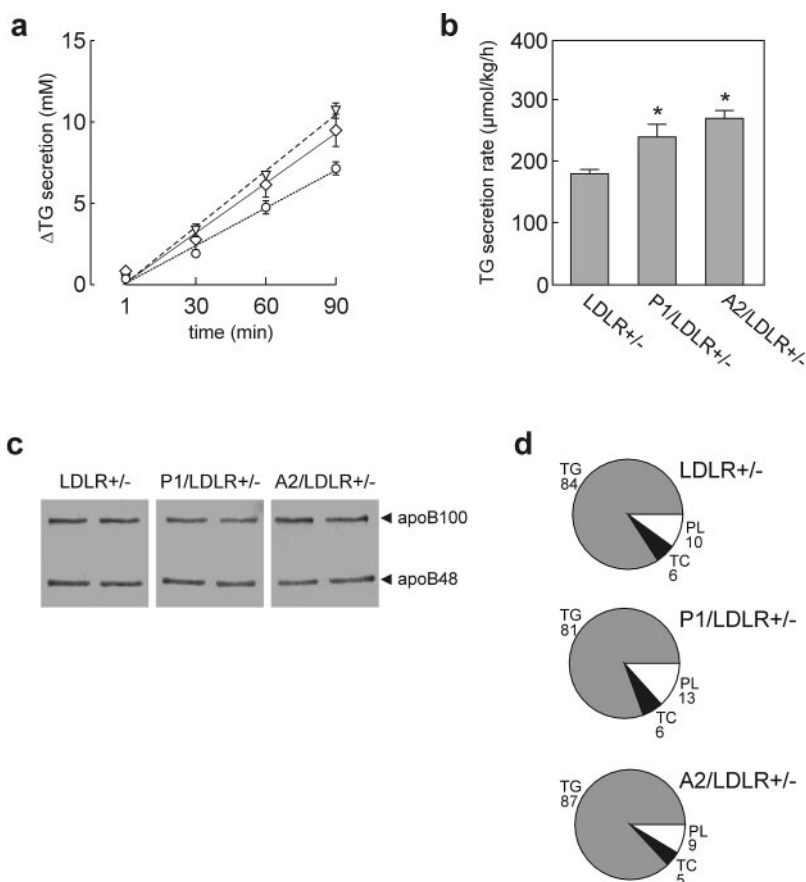 a
ΔTG secretion (mM)
15
10
5
0
1 30 60 90
time (min)
b
TG secretion rate (µmol/kg/h)
400
300
200
100
0
* *
LDLR+/-
P1/LDLR+/-
A2/LDLR+/-
c
LDLR+/- P1/LDLR+/- A2/LDLR+/-
◄ apoB100
◄ apoB48
d
LDLR+/-
TG
84
PL
10
TC
6
P1/LDLR+/-
TG
81
PL
13
TC
6
A2/LDLR+/-
TG
87
PL
9
TC
5